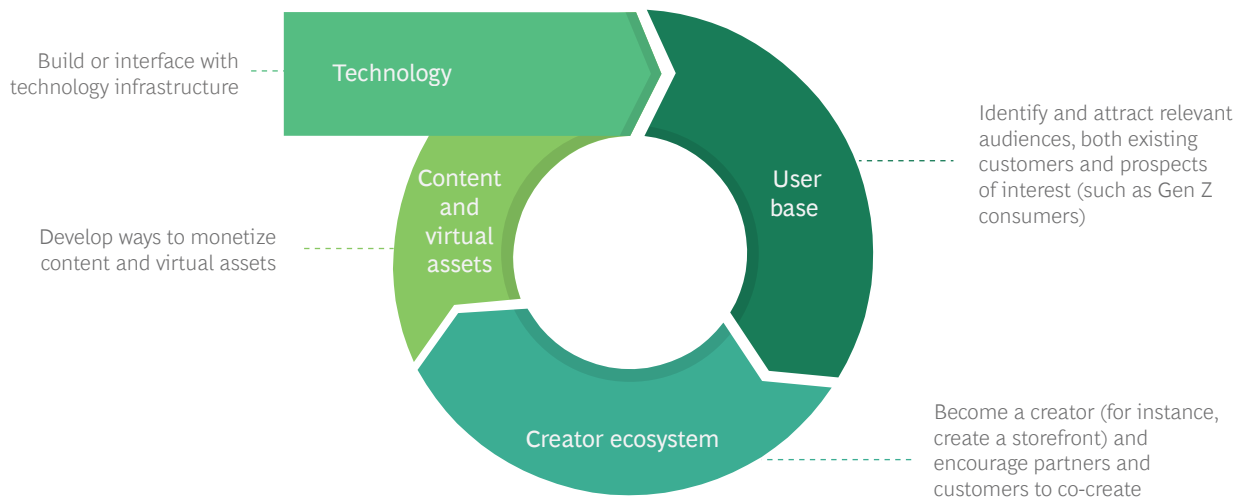 Build or interface with
technology infrastructure
Technology
Identify and attract relevant
audiences, both existing
customers and prospects
of interest (such as Gen Z
consumers)
User
base
Content
and
virtual
assets
Develop ways to monetize
content and virtual assets
Creator ecosystem
Become a creator (for instance,
create a storefront) and
encourage partners and
customers to co-create